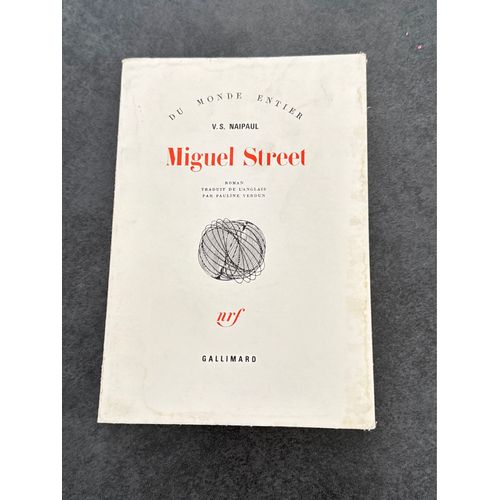 DU MONDE ENTIER
V.S. NAIPAUL
Miguel Street
ROMAN
TRADUIT DE L'ANGLAIS
PAR PAULINE VERDUN
nrf
GALLIMARD